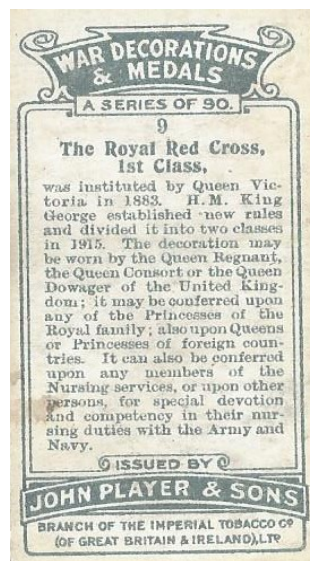 WAR DECORATIONS
& MEDALS
A SERIES OF 90.
9
The Royal Red Cross,
1st Class,
was instituted by Queen Vic-
toria in 1883. H.M. King
George established new rules
and divided it into two classes
in 1915. The decoration may
be worn by the Queen Regnant,
the Queen Consort or the Queen
Dowager of the United King-
dom; it may be conferred upon
any of the Princesses of the
Royal family; also upon Queens
or Princesses of foreign coun-
tries. It can also be conferred
upon any members of the
Nursing services, or upon other
persons, for special devotion
and competency in their nur-
sing duties with the Army and
Navy.
ISSUED BY
JOHN PLAYER & SONS
BRANCH OF THE IMPERIAL TOBACCO Co
(OF GREAT BRITAIN & IRELAND), LTD